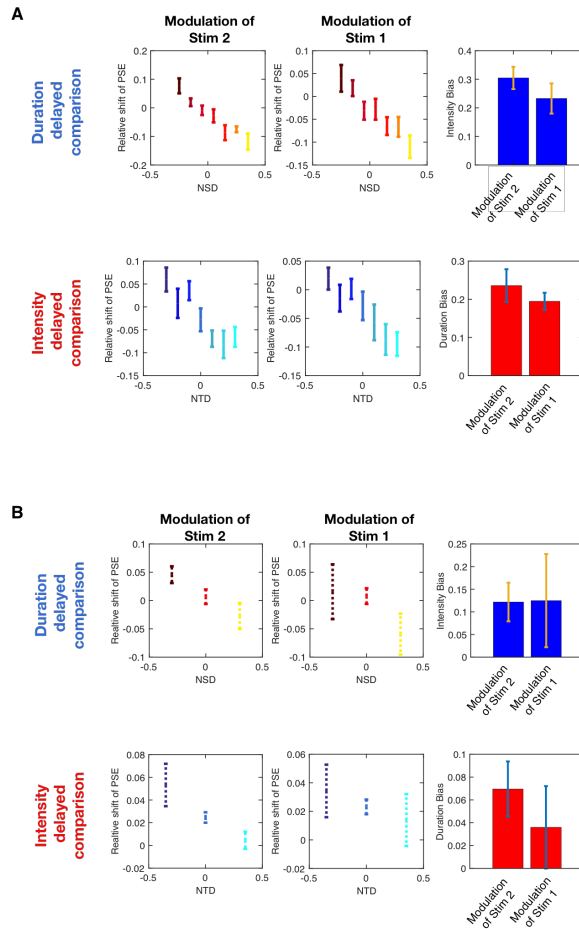 A
Modulation of
Stim 2
Modulation of
Stim 1
Duration
delayed
comparison
Relative shift of PSE
0.2
0.1
0
-0.1
-0.2
-0.5
0
0.5
NSD
Relative shift of PSE
0.1
0.05
0
-0.05
-0.1
-0.15
-0.5
0
0.5
NSD
Intensity Bias
0.4
0.3
0.2
0.1
0
Modulation
of Stim 2
Modulation
of Stim 1
Intensity
delayed
comparison
Relative shift of PSE
0.1
0.05
0
-0.05
-0.1
-0.15
-0.5
0
0.5
NTD
Relative shift of PSE
0.1
0.05
0
-0.05
-0.1
-0.15
-0.5
0
0.5
NTD
Duration Bias
0.3
0.2
0.1
0
Modulation
of Stim 2
Modulation
of Stim 1
B
Modulation of
Stim 2
Modulation of
Stim 1
Duration
delayed
comparison
Realtive shift of PSE
0.1
0.05
0
-0.05
-0.1
-0.5
0
0.5
NSD
Realtive shift of PSE
0.1
0.05
0
-0.05
-0.1
-0.5
0
0.5
NSD
Intensity Bias
0.25
0.2
0.15
0.1
0.05
0
Modulation
of Stim 2
Modulation
of Stim 1
Intensity
delayed
comparison
Realtive shift of PSE
0.08
0.06
0.04
0.02
0
-0.5
0
0.5
NTD
Realtive shift of PSE
0.06
0.04
0.02
0
-0.5
0
0.5
NTD
Duration Bias
0.1
0.08
0.06
0.04
0.02
0
Modulation
of Stim 2
Modulation
of Stim 1